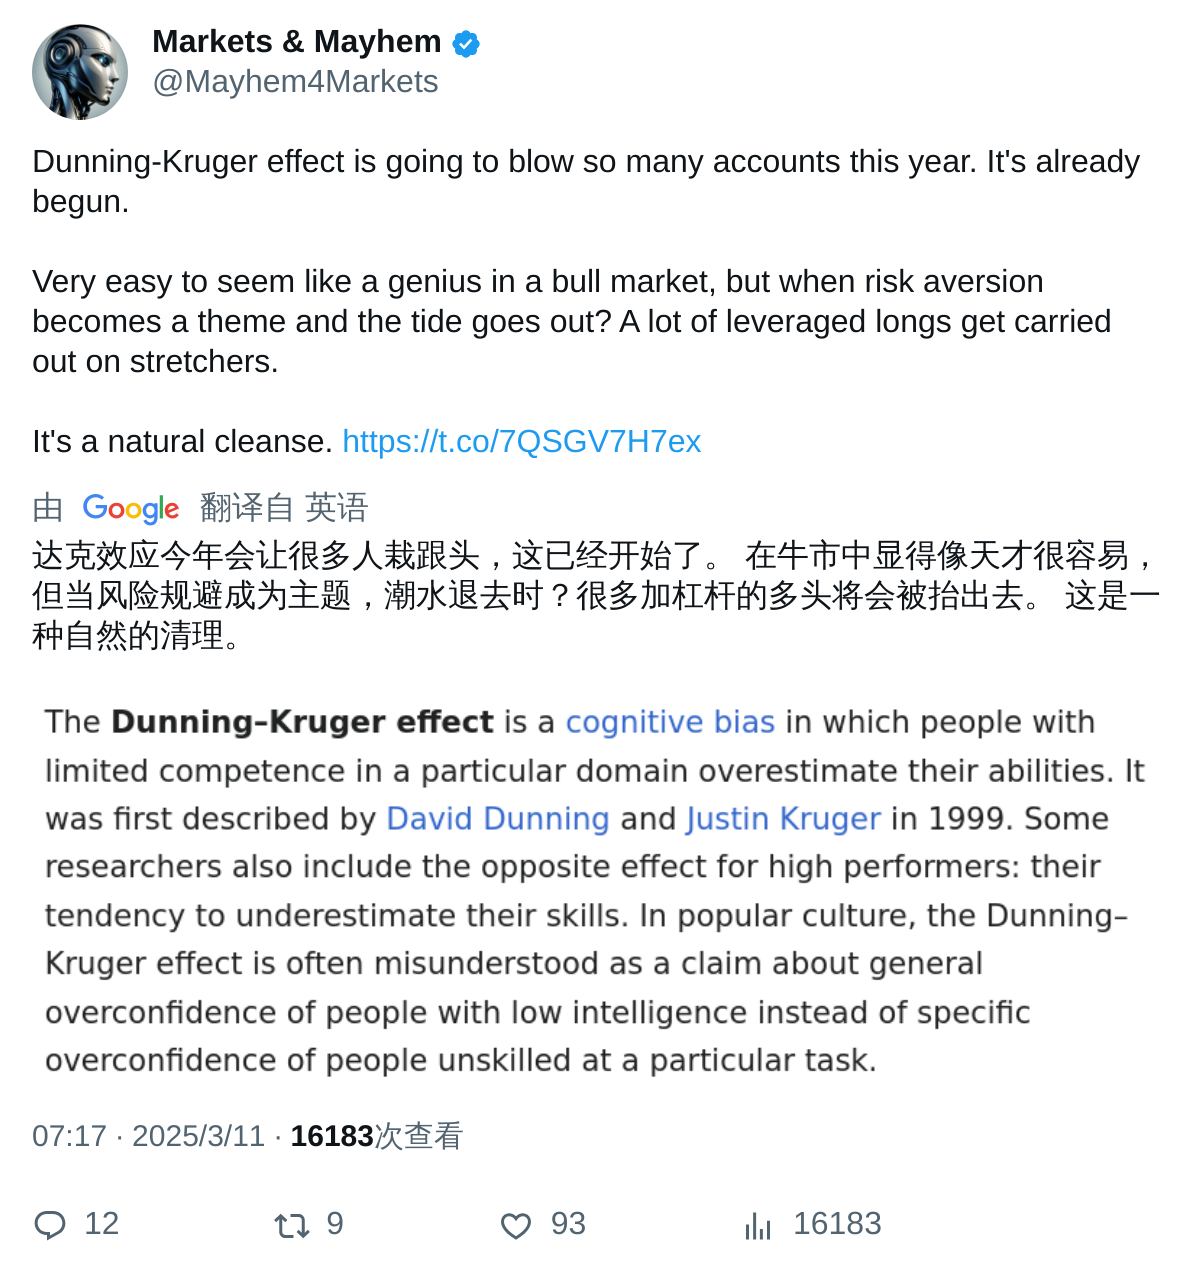 Markets & Mayhem
@Mayhem4Markets
Dunning-Kruger effect is going to blow so many accounts this year. It's already
begun.
Very easy to seem like a genius in a bull market, but when risk aversion
becomes a theme and the tide goes out? A lot of leveraged longs get carried
out on stretchers.
It's a natural cleanse. https://t.co/7QSGV7H7ex
由 Google 翻译自 英语
达克效应今年会让很多人栽跟头，这已经开始了。 在牛市中显得像天才很容易，
但当风险规避成为主题，潮水退去时？很多加杠杆的多头将会被抬出去。 这是一
种自然的清理。
The Dunning–Kruger effect is a cognitive bias in which people with
limited competence in a particular domain overestimate their abilities. It
was first described by David Dunning and Justin Kruger in 1999. Some
researchers also include the opposite effect for high performers: their
tendency to underestimate their skills. In popular culture, the Dunning–
Kruger effect is often misunderstood as a claim about general
overconfidence of people with low intelligence instead of specific
overconfidence of people unskilled at a particular task.
07:17 · 2025/3/11 · 16183次查看
12 9 93 16183